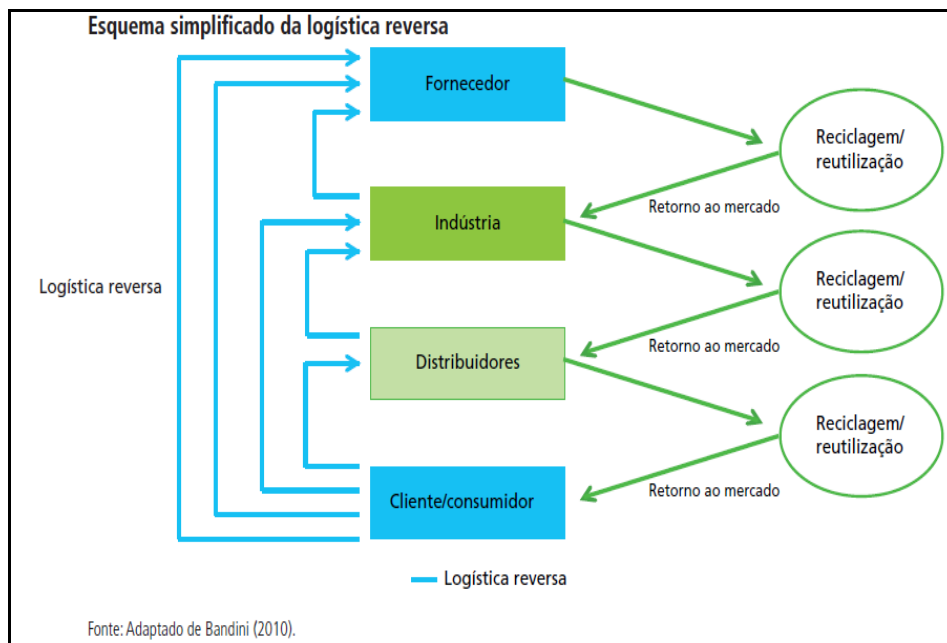 Esquema simplificado da logística reversa
Fornecedor
Reciclagem/
reutilização
Retorno ao mercado
Indústria
Logística reversa
Reciclagem/
reutilização
Retorno ao mercado
Distribuidores
Reciclagem/
reutilização
Retorno ao mercado
Cliente/consumidor
Logística reversa
Fonte: Adaptado de Bandini (2010).